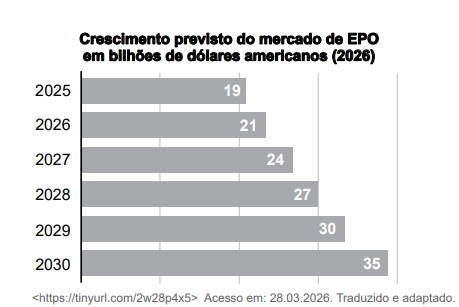 Crescimento previsto do mercado de EPO
em bilhões de dólares americanos (2026)
2025 19
2026 21
2027 24
2028 27
2029 30
2030 35
<https://tinyurl.com/2w28p4x5> Acesso em: 28.03.2026. Traduzido e adaptado.